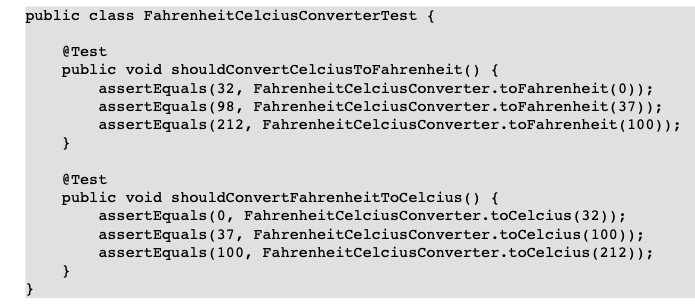 public class FahrenheitCelciusConverterTest {
@Test
public void shouldConvertCelciusToFahrenheit() {
assertEquals(32, FahrenheitCelciusConverter.toFahrenheit(0));
assertEquals(98, FahrenheitCelciusConverter.toFahrenheit(37));
assertEquals(212, FahrenheitCelciusConverter.toFahrenheit(100));
}
@Test
public void shouldConvertFahrenheitToCelcius() {
assertEquals(0, FahrenheitCelciusConverter.toCelcius(32));
assertEquals(37, FahrenheitCelciusConverter.toCelcius(100));
assertEquals(100, FahrenheitCelciusConverter.toCelcius(212));
}
}